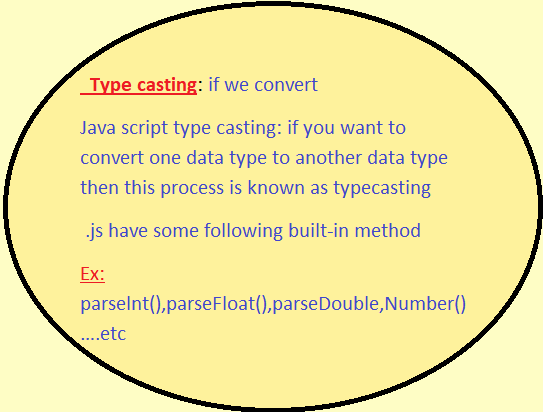 Type casting: if we convert
Java script type casting: if you want to
convert one data type to another data type
then this process is known as typecasting
.js have some following built-in method
Ex:
parseInt(),parseFloat(),parseDouble,Number()
....etc